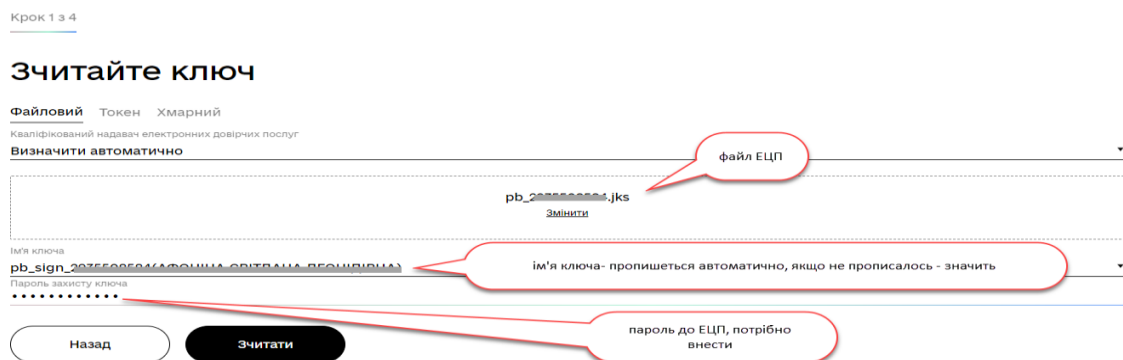 Крок 1 з 4
Зчитайте ключ
Файловий Токен Хмарний
Кваліфікований надавач електронних довірчих послуг
Визначити автоматично
файл ЕЦП
.jks
Змінити
Ім'я ключа
ім'я ключа- пропишеться автоматично, якщо не прописалось - значить
Пароль захисту ключа
пароль до ЕЦП, потрібно
внести
Назад Зчитати